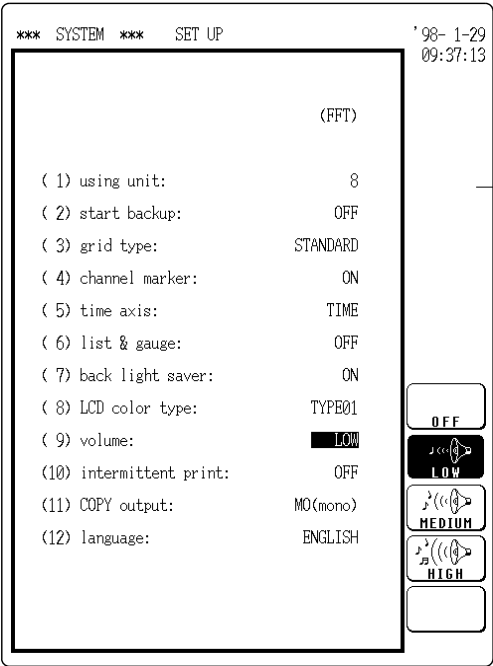 *** SYSTEM *** SET UP '98- 1-29
09:37:13
(FFT)
( 1) using unit: 8
( 2) start backup: OFF
( 3) grid type: STANDARD
( 4) channel marker: ON
( 5) time axis: TIME
( 6) list & gauge: OFF
( 7) back light saver: ON
( 8) LCD color type: TYPE01
( 9) volume: LOW
(10) intermittent print: OFF
(11) COPY output: MO(mono)
(12) language: ENGLISH
OFF
LOW
MEDIUM
HIGH